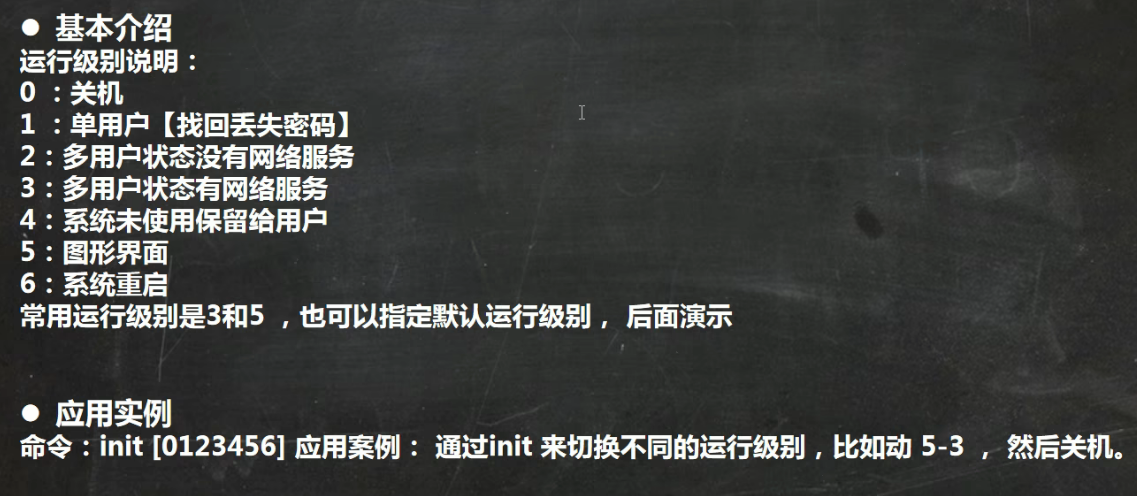 ● 基本介绍
运行级别说明：
0 ：关机
1 ：单用户【找回丢失密码】
2：多用户状态没有网络服务
3：多用户状态有网络服务
4：系统未使用保留给用户
5：图形界面
6：系统重启
常用运行级别是3和5 ，也可以指定默认运行级别， 后面演示
● 应用实例
命令：init [0123456] 应用案例： 通过init 来切换不同的运行级别，比如动 5-3 ， 然后关机。